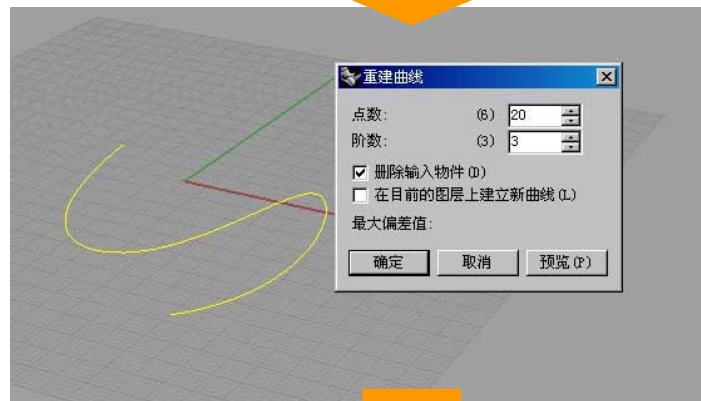 重建曲线
点数: (6) 20
阶数: (3) 3
删除输入物件(D)
在目前的图层上建立新曲线(L)
最大偏差值:
确定 取消 预览(P)